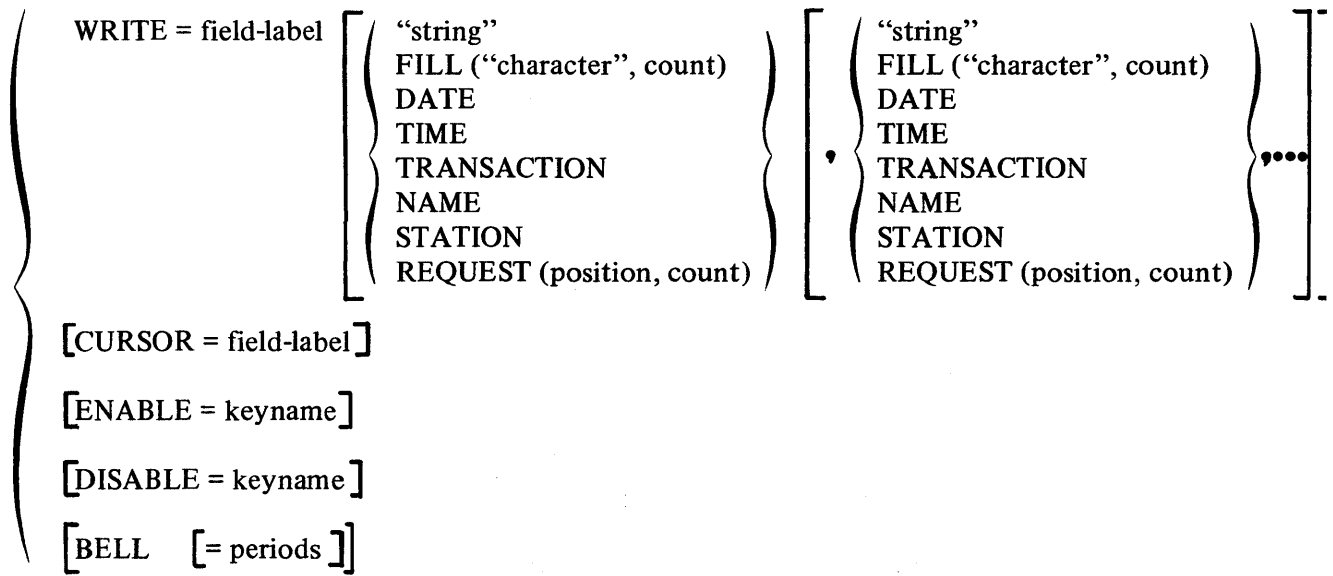 WRITE = field-label [ { “string” } [ , { “string” } ,... ] ]
FILL (“character”, count) FILL (“character”, count)
DATE DATE
TIME TIME
TRANSACTION TRANSACTION
NAME NAME
STATION STATION
REQUEST (position, count) REQUEST (position, count)
[CURSOR = field-label]
[ENABLE = keyname]
[DISABLE = keyname]
[BELL [= periods]]